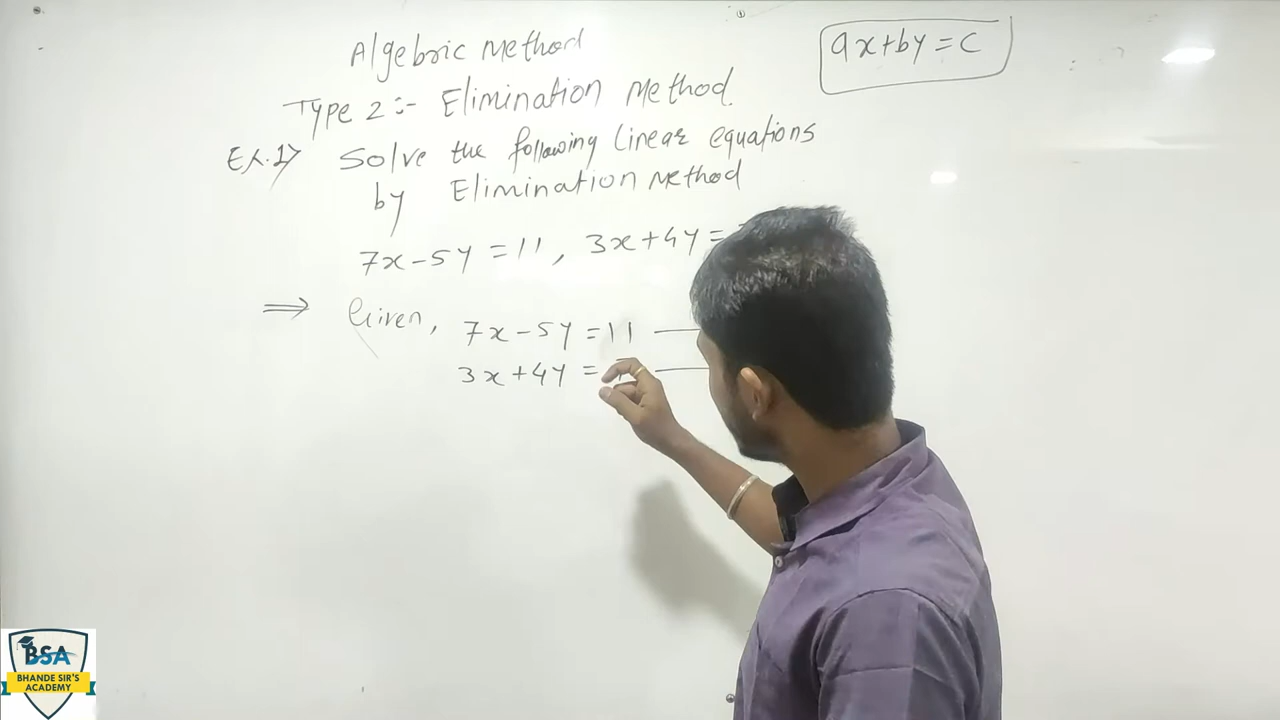 Algebric Method
ax+by=c
Type 2:- Elimination Method.
Ex.1) Solve the following linear equations
by Elimination Method
7x-5y=11, 3x+4y=
⇒ Given, 7x-5y=11
3x+4y=
BSA
BHANDE SIR'S
ACADEMY